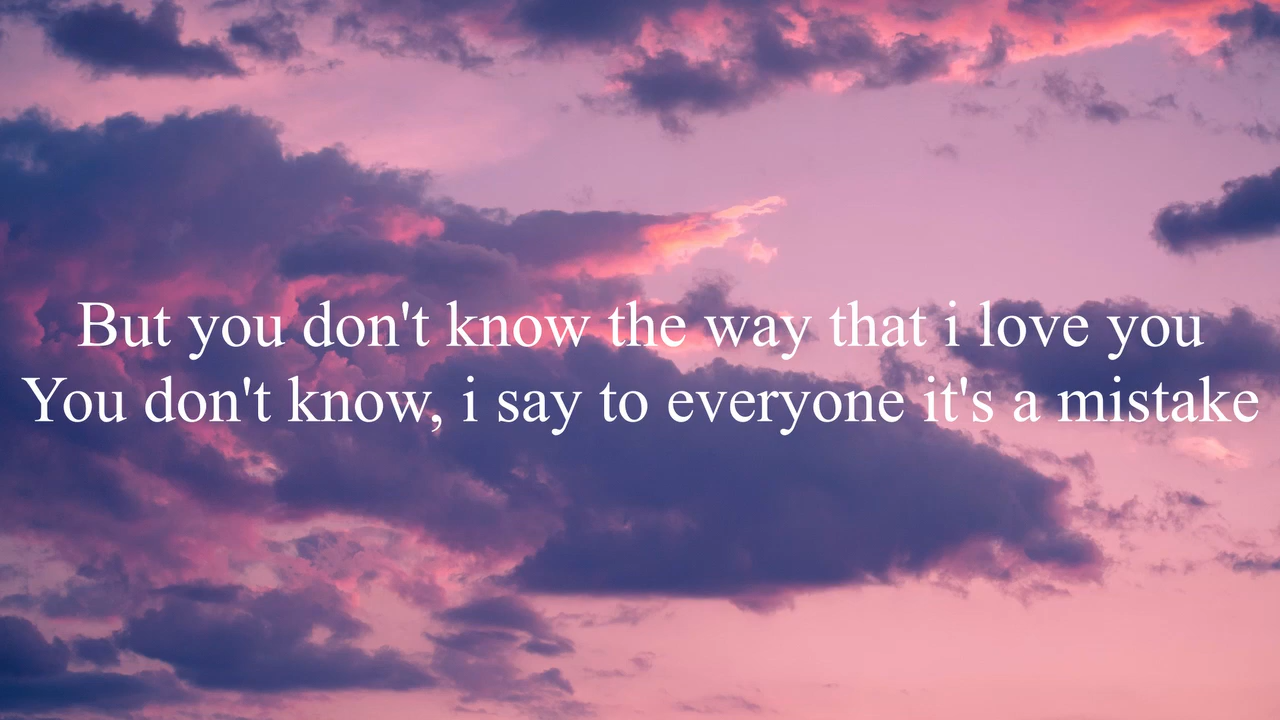 But you don't know the way that i love you
You don't know, i say to everyone it's a mistake